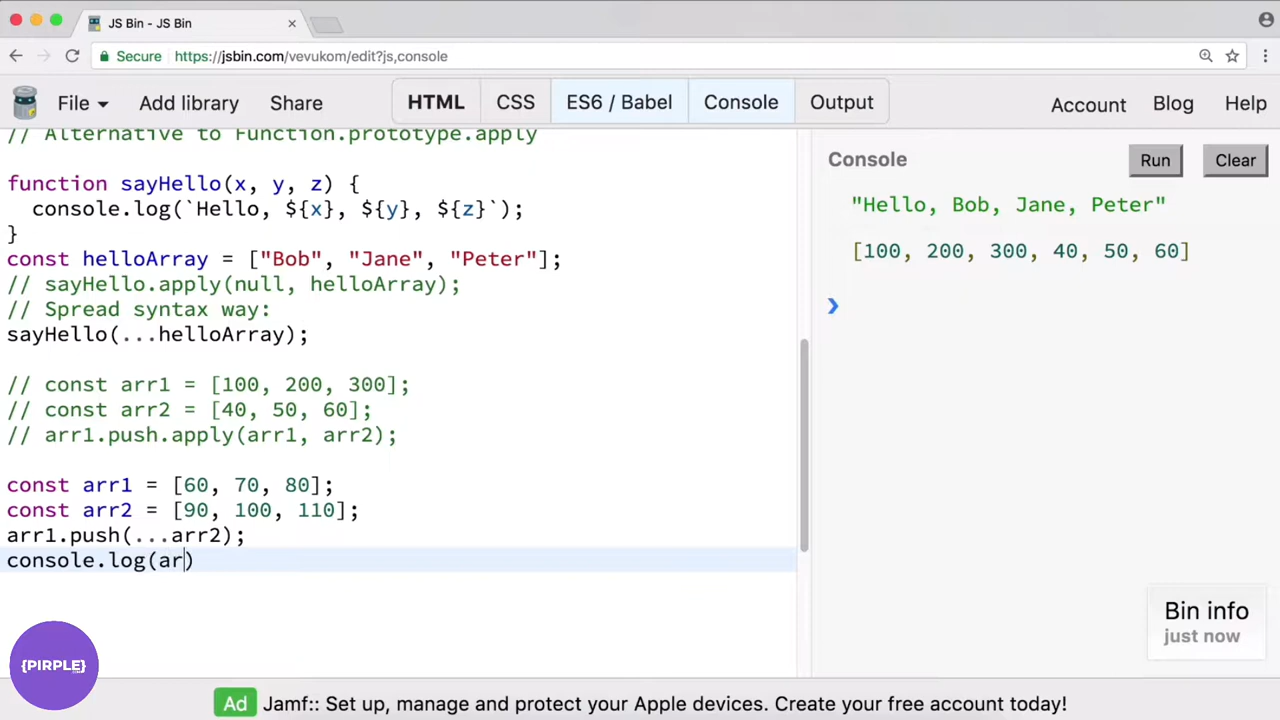 JS Bin - JS Bin
Secure https://jsbin.com/vevukom/edit?js,console
File Add library Share HTML CSS ES6 / Babel Console Output Account Blog Help
// Alternative to Function.prototype.apply
function sayHello(x, y, z) {
  console.log(`Hello, ${x}, ${y}, ${z}`);
}
const helloArray = ["Bob", "Jane", "Peter"];
// sayHello.apply(null, helloArray);
// Spread syntax way:
sayHello(...helloArray);
// const arr1 = [100, 200, 300];
// const arr2 = [40, 50, 60];
// arr1.push.apply(arr1, arr2);
const arr1 = [60, 70, 80];
const arr2 = [90, 100, 110];
arr1.push(...arr2);
console.log(ar)
Console Run Clear
"Hello, Bob, Jane, Peter"
[100, 200, 300, 40, 50, 60]
Bin info
just now
{PIRPLE}
Ad Jamf:: Set up, manage and protect your Apple devices. Create your free account today!